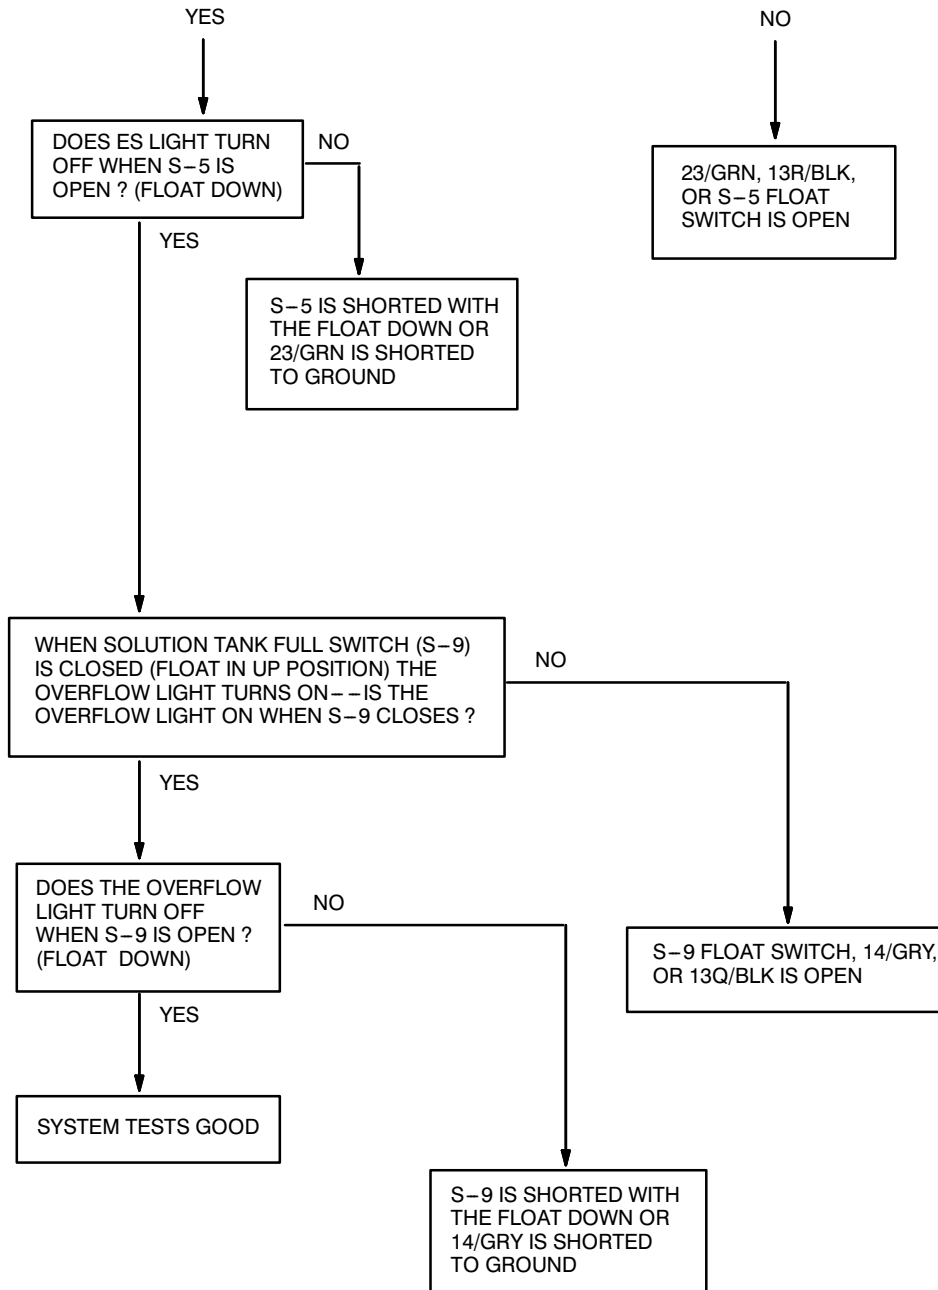 YES
NO
DOES ES LIGHT TURN
OFF WHEN S–5 IS
OPEN ? (FLOAT DOWN)
NO
23/GRN, 13R/BLK,
OR S–5 FLOAT
SWITCH IS OPEN
YES
S–5 IS SHORTED WITH
THE FLOAT DOWN OR
23/GRN IS SHORTED
TO GROUND
WHEN SOLUTION TANK FULL SWITCH (S–9)
IS CLOSED (FLOAT IN UP POSITION) THE
OVERFLOW LIGHT TURNS ON– –IS THE
OVERFLOW LIGHT ON WHEN S–9 CLOSES ?
NO
YES
DOES THE OVERFLOW
LIGHT TURN OFF
WHEN S–9 IS OPEN ?
(FLOAT DOWN)
NO
S–9 FLOAT SWITCH, 14/GRY,
OR 13Q/BLK IS OPEN
YES
SYSTEM TESTS GOOD
S–9 IS SHORTED WITH
THE FLOAT DOWN OR
14/GRY IS SHORTED
TO GROUND